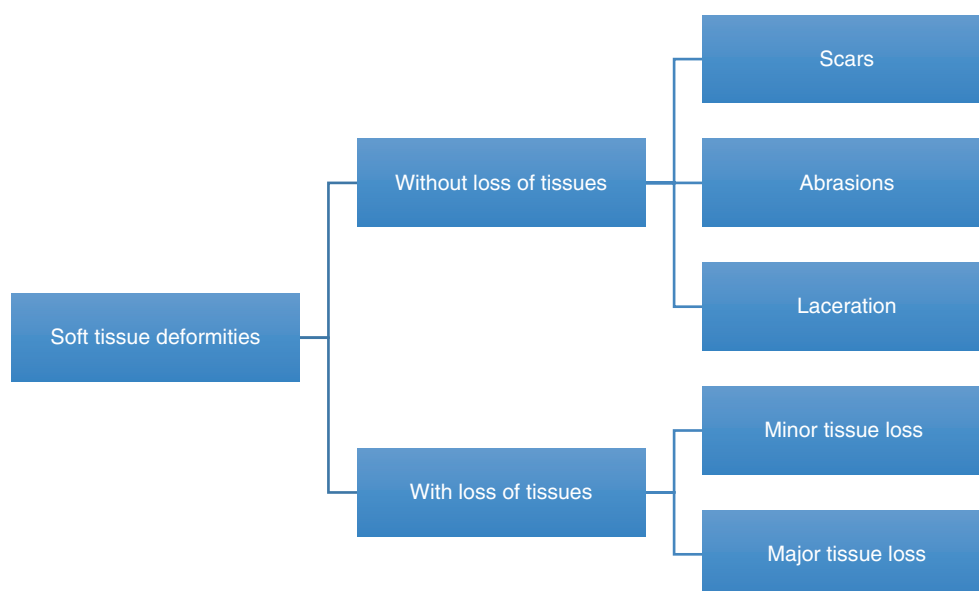 Soft tissue deformities
Without loss of tissues
Scars
Abrasions
Laceration
With loss of tissues
Minor tissue loss
Major tissue loss